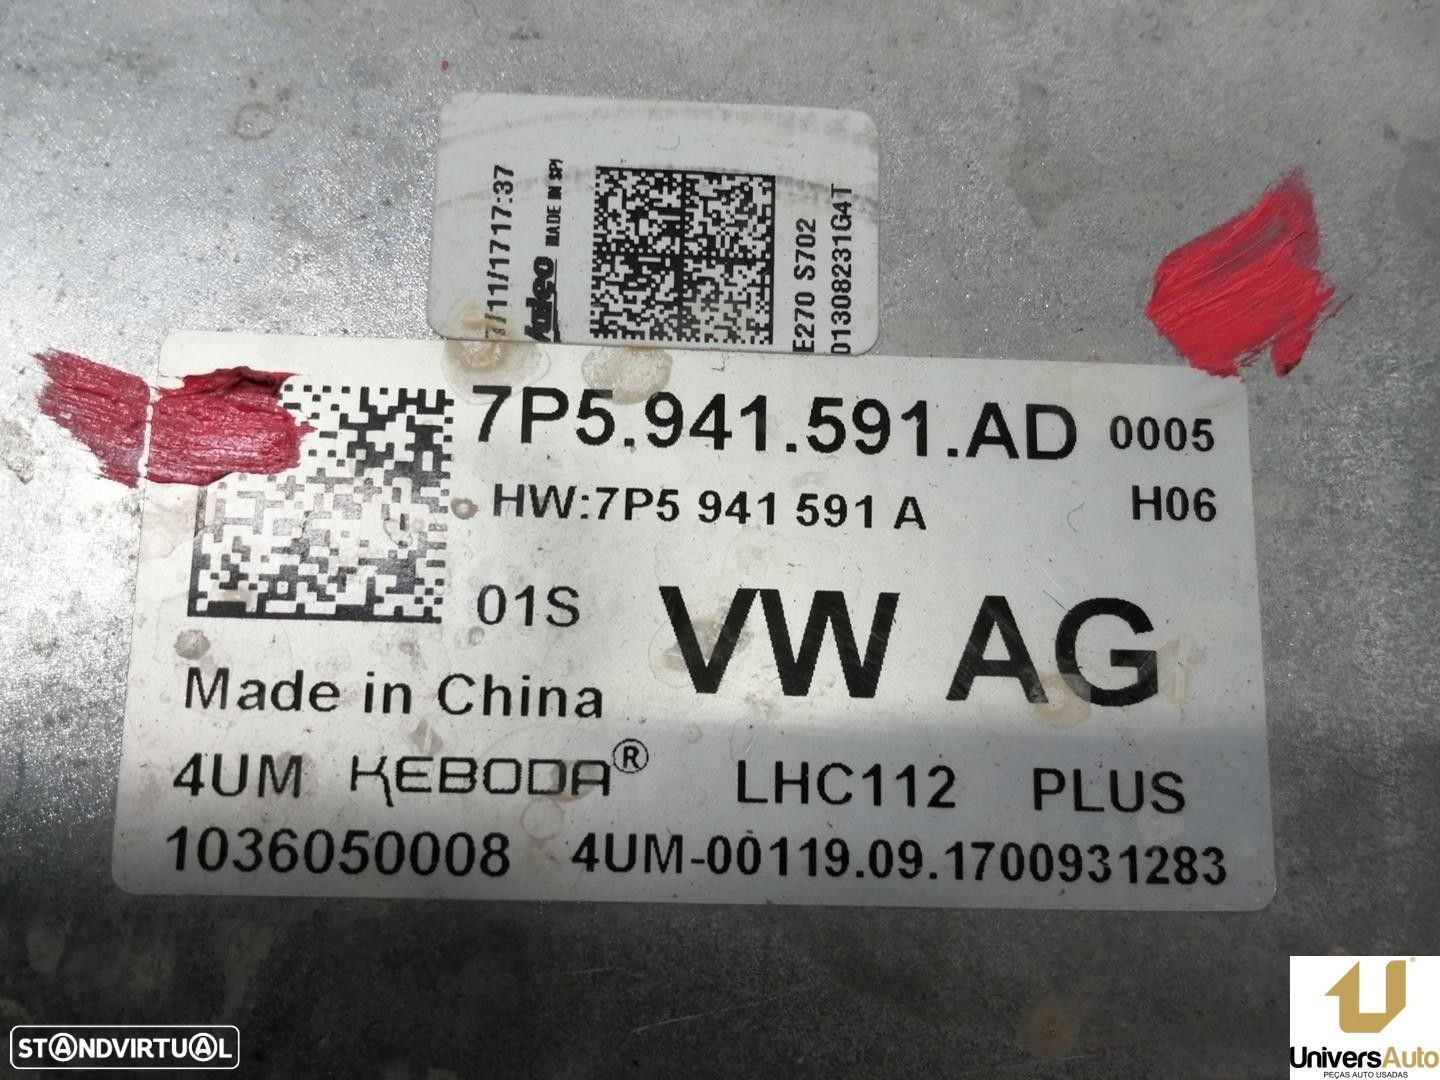 7/11/1717:37
Valeo MADE IN SP
E270 S702
D1308231G4T
7P5.941.591.AD 0005
HW:7P5 941 591 A H06
01S VW AG
Made in China
4UM KEBODA® LHC112 PLUS
1036050008 4UM-00119.09.1700931283
STANDVIRTUAL
UniversAuto
PEÇAS AUTO USADAS